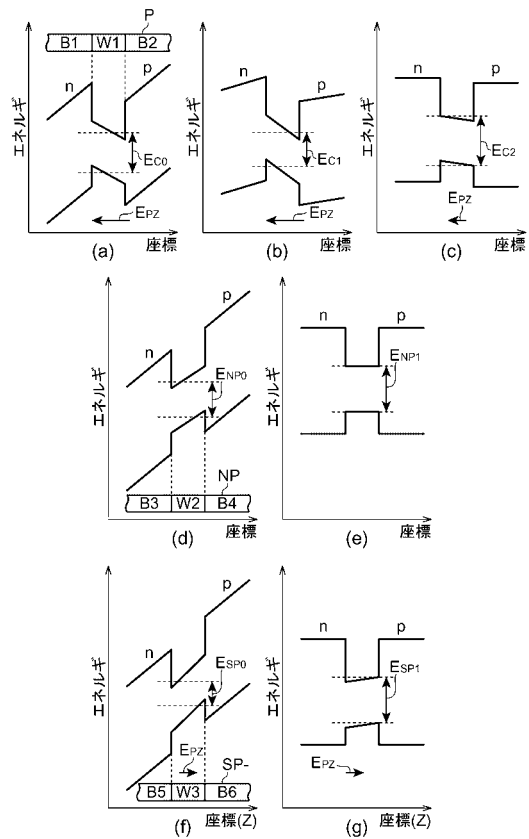 P
B1 W1 B2
n p
エネルギ
EC0
EPZ
座標
(a)
n p
エネルギ
EC1
EPZ
座標
(b)
n p
エネルギ
EC2
EPZ
座標
(c)
n p
エネルギ
ENP0
NP
B3 W2 B4
座標
(d)
n p
エネルギ
ENP1
座標
(e)
n p
エネルギ
ESP0
EPZ
SP-
B5 W3 B6
座標(Z)
(f)
n p
エネルギ
ESP1
EPZ
座標(Z)
(g)